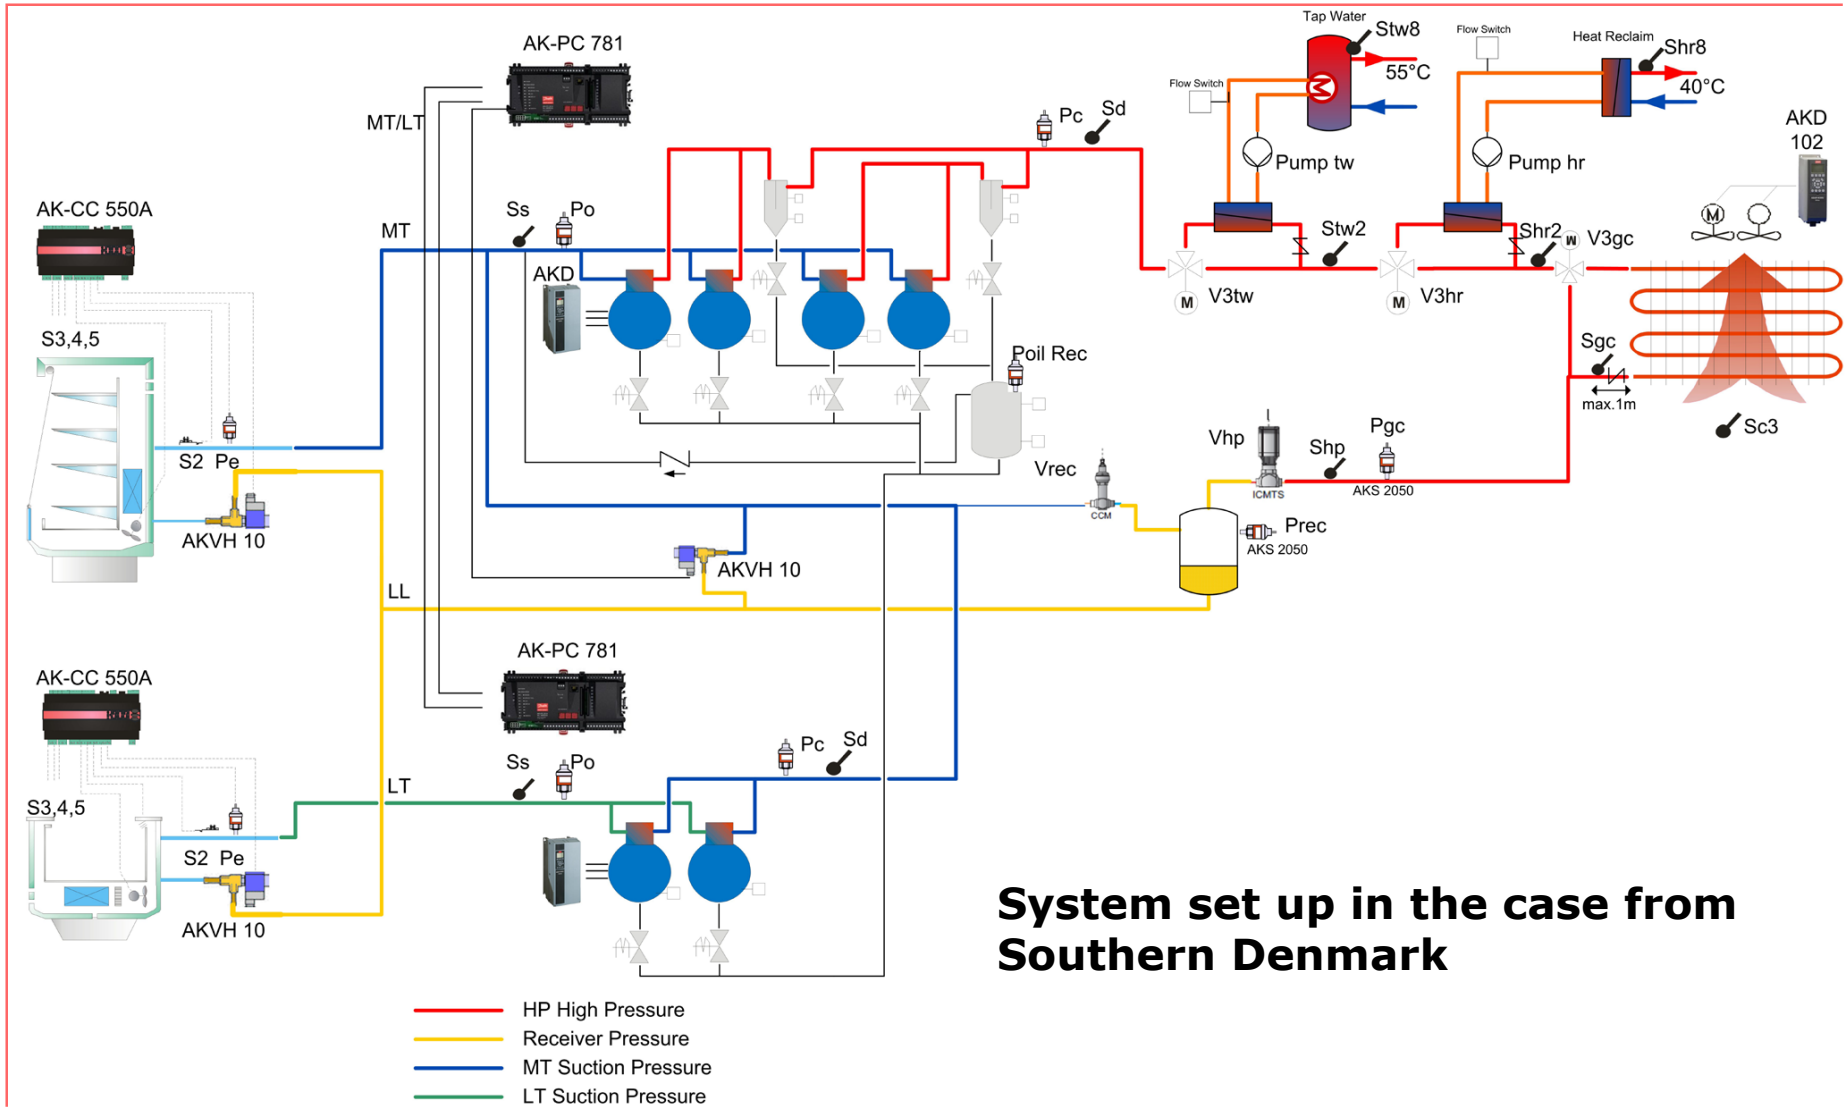 AK-PC 781
Tap Water
Stw8
55°C
Flow Switch
Heat Reclaim
Shr8
40°C
Flow Switch
AKD
102
MT/LT
Pc
Sd
Pump tw
Pump hr
M
AK-CC 550A
MT
Ss
Po
Stw2
Shr2
M
V3gc
AKD
V3tw
M
V3hr
M
M
S3,4,5
Poil Rec
Sgc
max.1m
Sc3
S2
Pe
Vhp
Shp
Pgc
Vrec
ICMTS
AKS 2050
CCM
Prec
AKS 2050
AKVH 10
AKVH 10
LL
AK-PC 781
AK-CC 550A
Pc
Sd
Ss
Po
LT
S3,4,5
S2
Pe
AKVH 10
System set up in the case from
Southern Denmark
HP High Pressure
Receiver Pressure
MT Suction Pressure
LT Suction Pressure